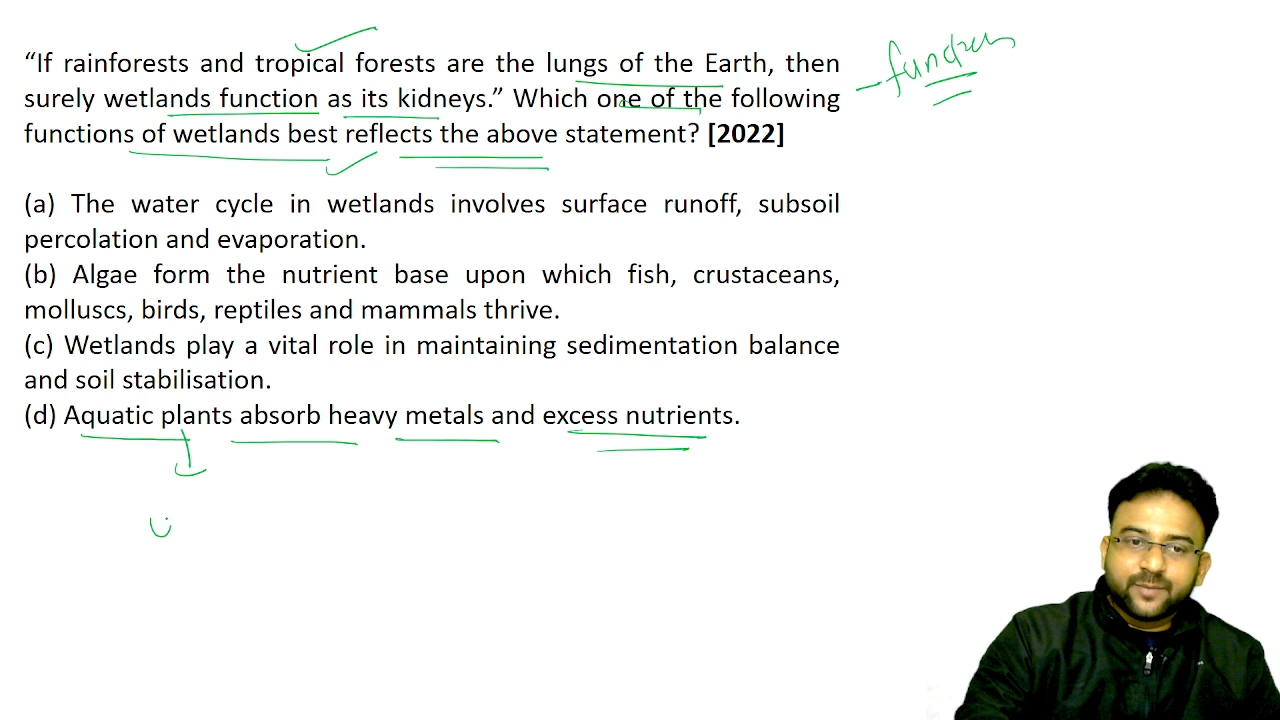 “If rainforests and tropical forests are the lungs of the Earth, then
surely wetlands function as its kidneys.” Which one of the following
functions of wetlands best reflects the above statement? [2022]
- function
(a) The water cycle in wetlands involves surface runoff, subsoil
percolation and evaporation.
(b) Algae form the nutrient base upon which fish, crustaceans,
molluscs, birds, reptiles and mammals thrive.
(c) Wetlands play a vital role in maintaining sedimentation balance
and soil stabilisation.
(d) Aquatic plants absorb heavy metals and excess nutrients.